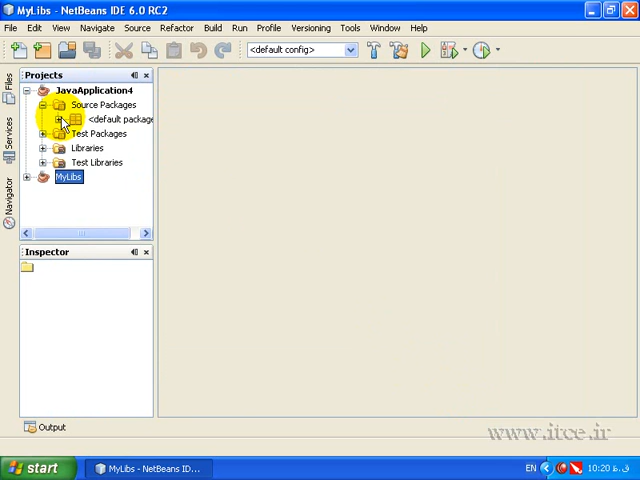 MyLibs - NetBeans IDE 6.0 RC2
File Edit View Navigate Source Refactor Build Run Profile Versioning Tools Window Help
<default config>
Projects
JavaApplication4
Source Packages
<default package
Test Packages
Libraries
Test Libraries
MyLibs
Files
Services
Navigator
Inspector
Output
www.itce.ir
start
MyLibs - NetBeans ID...
EN
10:20 ق.ظ